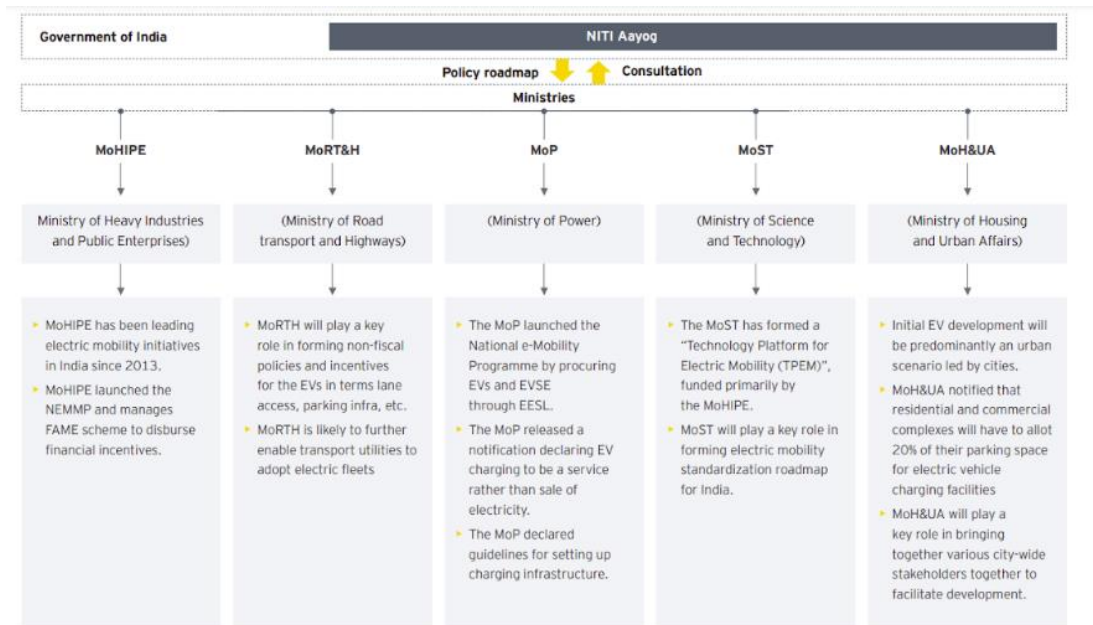 Government of India
NITI Aayog
Policy roadmap
Consultation
Ministries
MoHIPE
MoRT&H
MoP
MoST
MoH&UA
Ministry of Heavy Industries
and Public Enterprises)
(Ministry of Road
transport and Highways)
(Ministry of Power)
(Ministry of Science
and Technology)
(Ministry of Housing
and Urban Affairs)
MoHIPE has been leading
electric mobility initiatives
in India since 2013.
MoHIPE launched the
NEMMP and manages
FAME scheme to disburse
financial incentives.
MoRTH will play a key
role in forming non-fiscal
policies and incentives
for the EVs in terms lane
access, parking infra, etc.
MoRTH is likely to further
enable transport utilities to
adopt electric fleets
The MoP launched the
National e-Mobility
Programme by procuring
EVs and EVSE
through EESL.
The MoP released a
notification declaring EV
charging to be a service
rather than sale of
electricity.
The MoP declared
guidelines for setting up
charging infrastructure.
The MoST has formed a
“Technology Platform for
Electric Mobility (TPEM)”,
funded primarily by
the MoHIPE.
MoST will play a key role in
forming electric mobility
standardization roadmap
for India.
Initial EV development will
be predominantly an urban
scenario led by cities.
MoH&UA notified that
residential and commercial
complexes will have to allot
20% of their parking space
for electric vehicle
charging facilities
MoH&UA will play a
key role in bringing
together various city-wide
stakeholders together to
facilitate development.